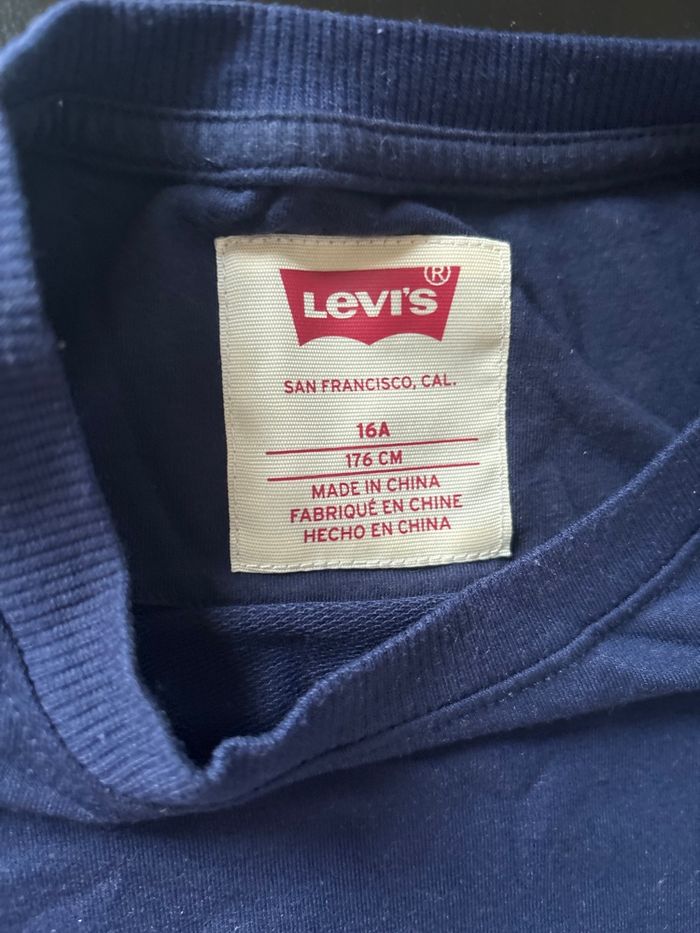 Levi's ®
SAN FRANCISCO, CAL.
16A
176 CM
MADE IN CHINA
FABRIQUÉ EN CHINE
HECHO EN CHINA